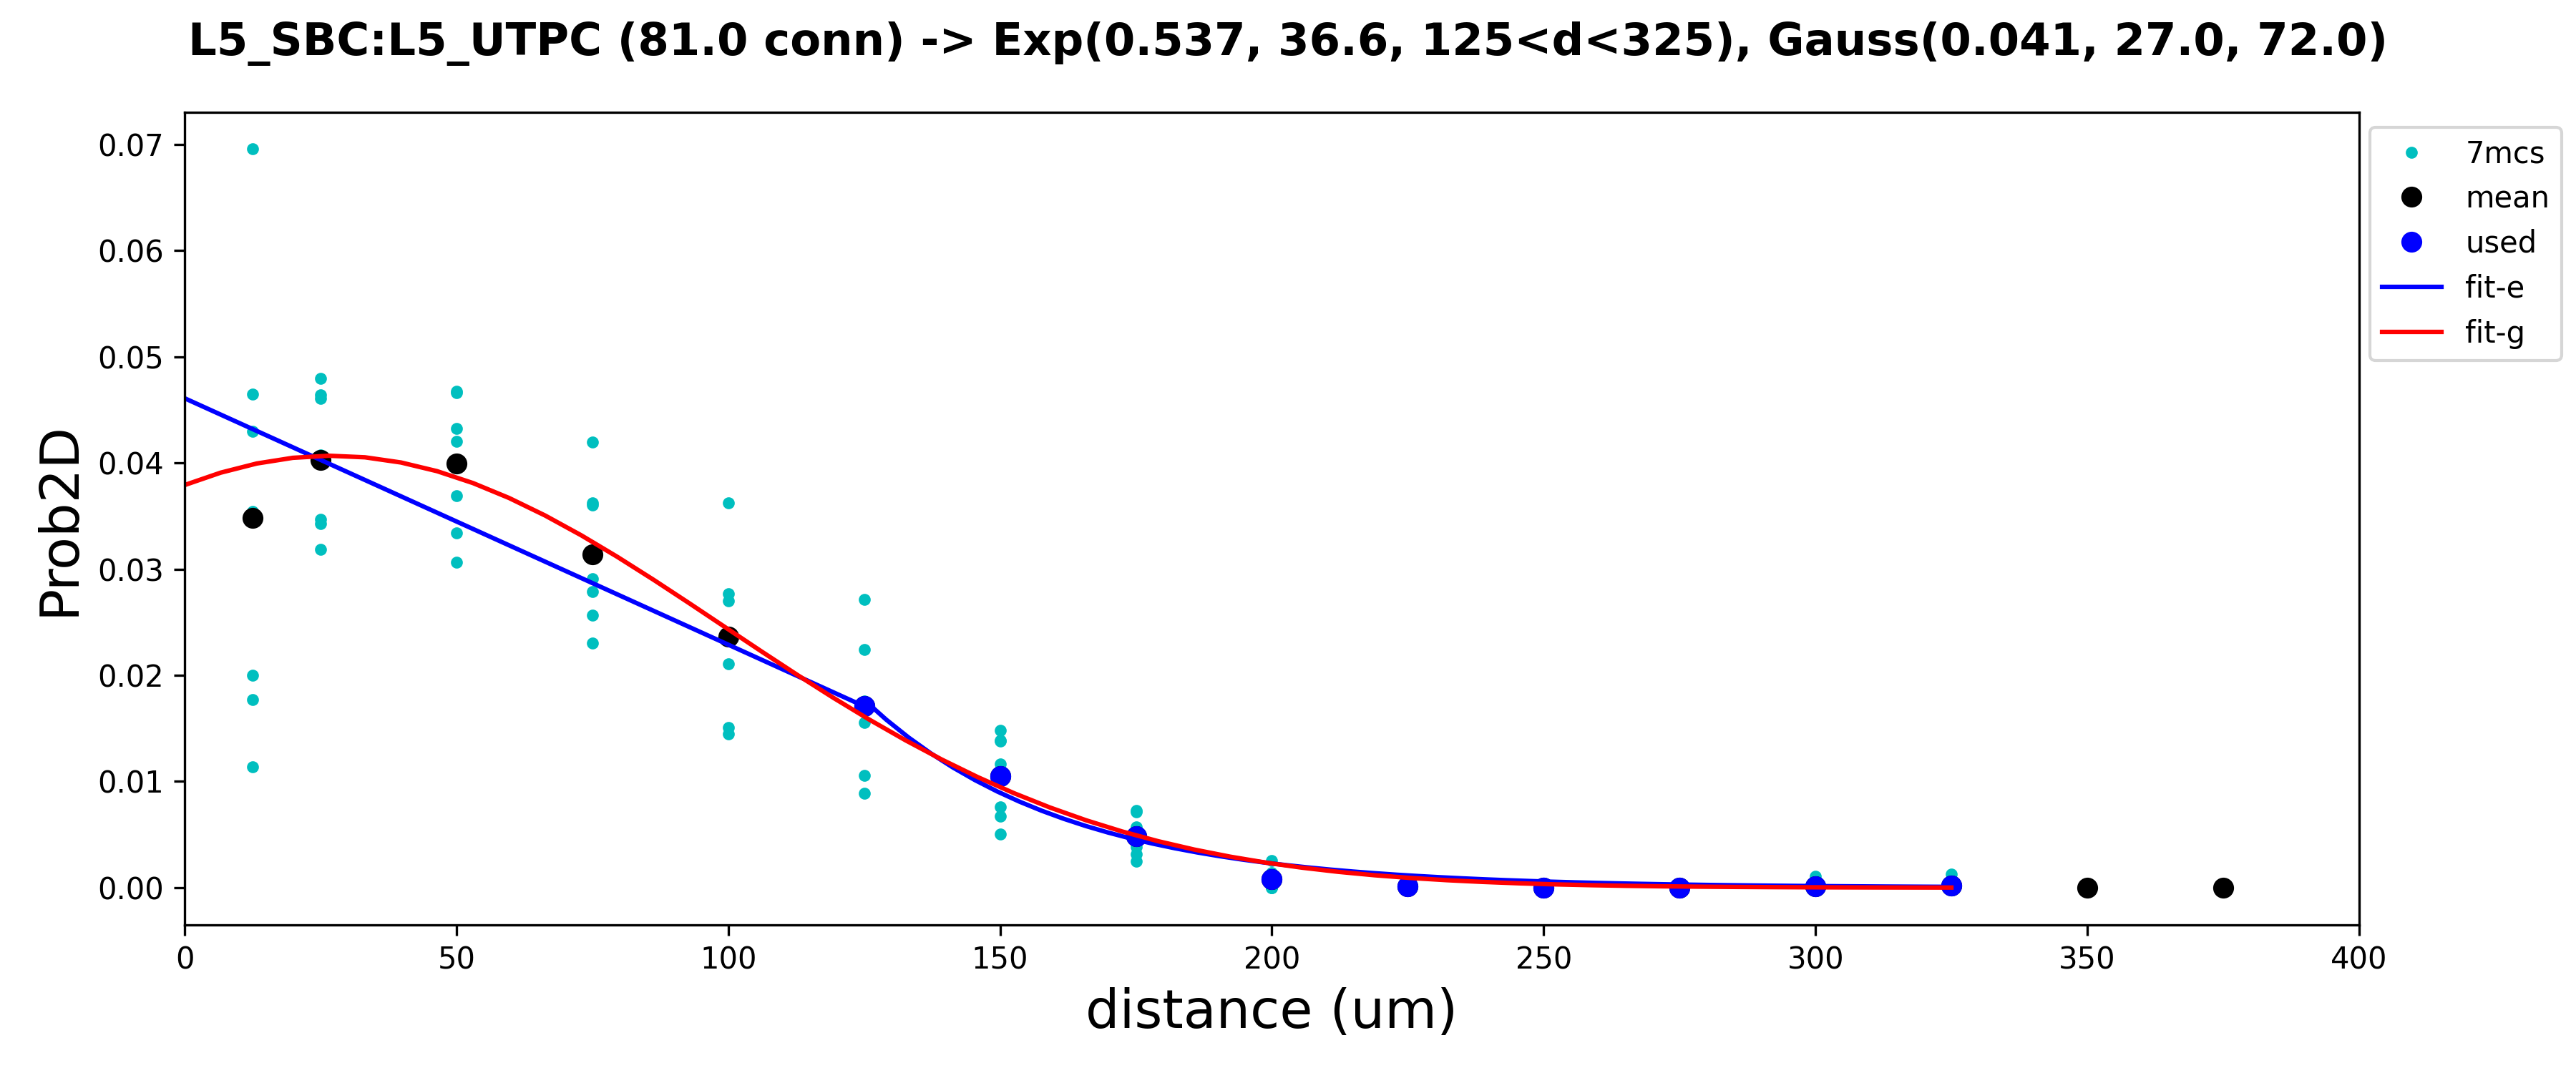 L5_SBC:L5_UTPC (81.0 conn) -> Exp(0.537, 36.6, 125<d<325), Gauss(0.041, 27.0, 72.0)
0.07
0.06
0.05
0.04
0.03
0.02
0.01
0.00
Prob2D
0 50 100 150 200 250 300 350 400
distance (um)
7mcs
mean
used
fit-e
fit-g